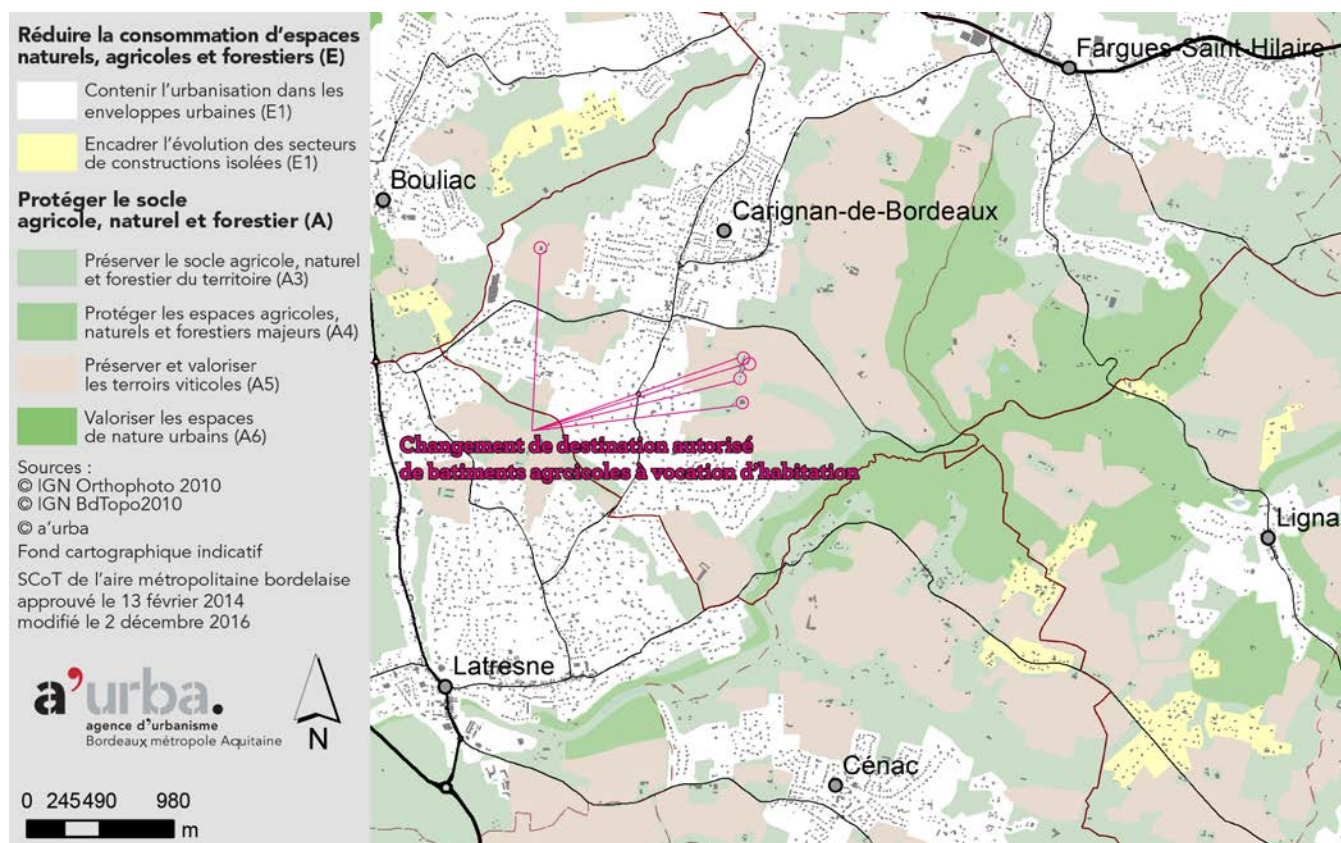 Réduire la consommation d'espaces
naturels, agricoles et forestiers (E)
Contenir l'urbanisation dans les
enveloppes urbaines (E1)
Encadrer l'évolution des secteurs
de constructions isolées (E1)
Protéger le socle
agricole, naturel et forestier (A)
Préserver le socle agricole, naturel
et forestier du territoire (A3)
Protéger les espaces agricoles,
naturels et forestiers majeurs (A4)
Préserver et valoriser
les terroirs viticoles (A5)
Valoriser les espaces
de nature urbains (A6)
Sources :
© IGN Orthophoto 2010
© IGN BdTopo2010
© a'urba
Fond cartographique indicatif
SCoT de l'aire métropolitaine bordelaise
approuvé le 13 février 2014
modifié le 2 décembre 2016
a'urba.
agence d'urbanisme
Bordeaux métropole Aquitaine
N
0 245 490 980
m
Fargues-Saint-Hilaire
Bouliac
Carignan-de-Bordeaux
Changement de destination autorisé
de batiments agroisoles à vocation d'habitation
Ligna
Latresne
Cénac